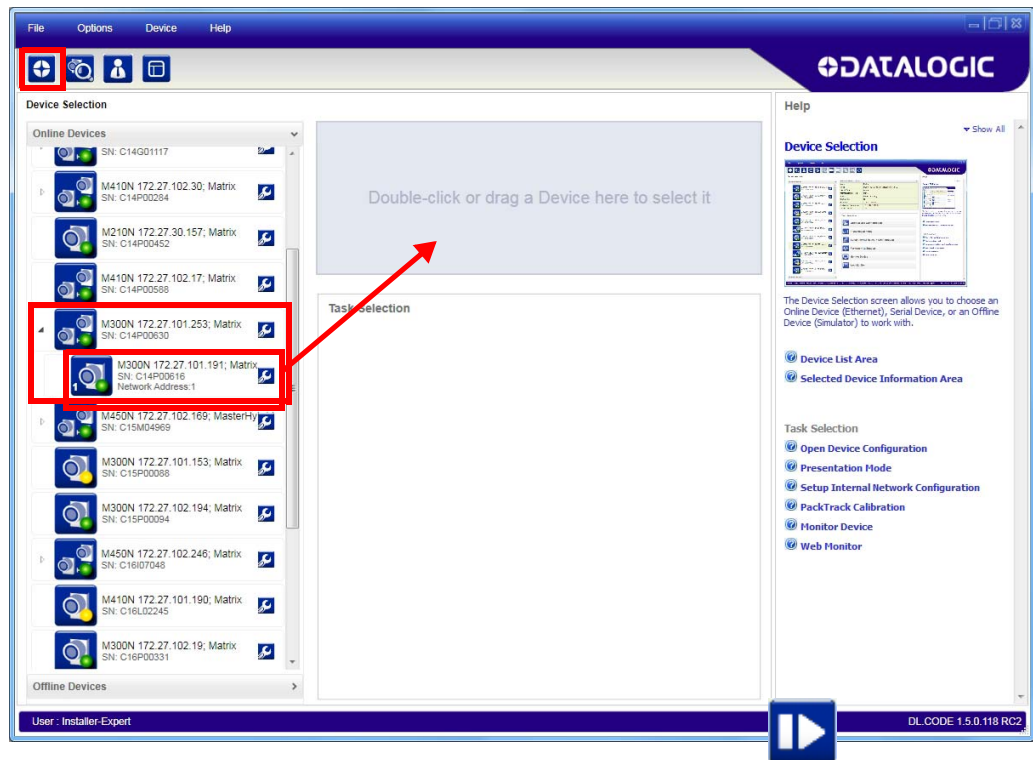 File Options Device Help
DATALOGIC
Device Selection
Online Devices
SN: C14G01117
M410N 172.27.102.30; Matrix
SN: C14P00284
M210N 172.27.30.157; Matrix
SN: C14P00452
M410N 172.27.102.17; Matrix
SN: C14P00588
M300N 172.27.101.253; Matrix
SN: C14P00630
M300N 172.27.101.191; Matrix
SN: C14P00616
1 Network Address:1
M450N 172.27.102.169; MasterHy
SN: C15M04969
M300N 172.27.101.153; Matrix
SN: C15P00088
M300N 172.27.102.194; Matrix
SN: C15P00094
M450N 172.27.102.246; Matrix
SN: C16I07048
M410N 172.27.101.190; Matrix
SN: C16L02245
M300N 172.27.102.19; Matrix
SN: C16P00331
Offline Devices
Double-click or drag a Device here to select it
Task Selection
Help
Show All
Device Selection
The Device Selection screen allows you to choose an
Online Device (Ethernet), Serial Device, or an Offline
Device (Simulator) to work with.
Device List Area
Selected Device Information Area
Task Selection
Open Device Configuration
Presentation Mode
Setup Internal Network Configuration
PackTrack Calibration
Monitor Device
Web Monitor
User : Installer-Expert
DL.CODE 1.5.0.118 RC2